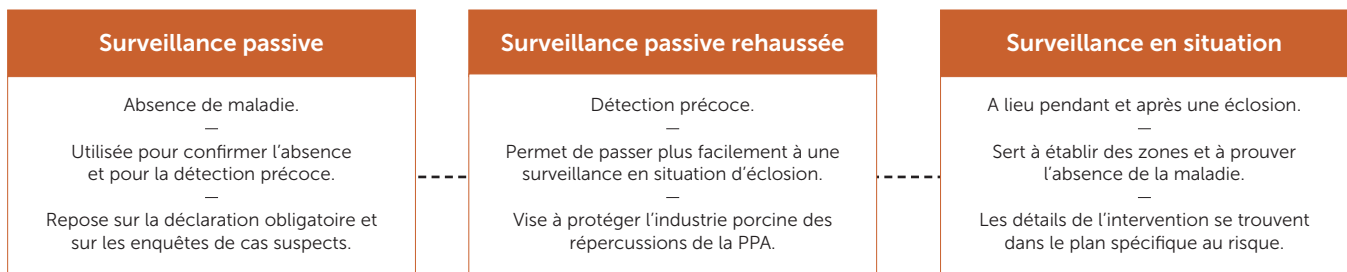 Surveillance passive
Absence de maladie.
—
Utilisée pour confirmer l’absence
et pour la détection précoce.
—
Repose sur la déclaration obligatoire et
sur les enquêtes de cas suspects.
Surveillance passive rehaussée
Détection précoce.
—
Permet de passer plus facilement à une
surveillance en situation d’éclosion.
—
Vise à protéger l’industrie porcine des
répercussions de la PPA.
Surveillance en situation
A lieu pendant et après une éclosion.
—
Sert à établir des zones et à prouver
l’absence de la maladie.
—
Les détails de l’intervention se trouvent
dans le plan spécifique au risque.